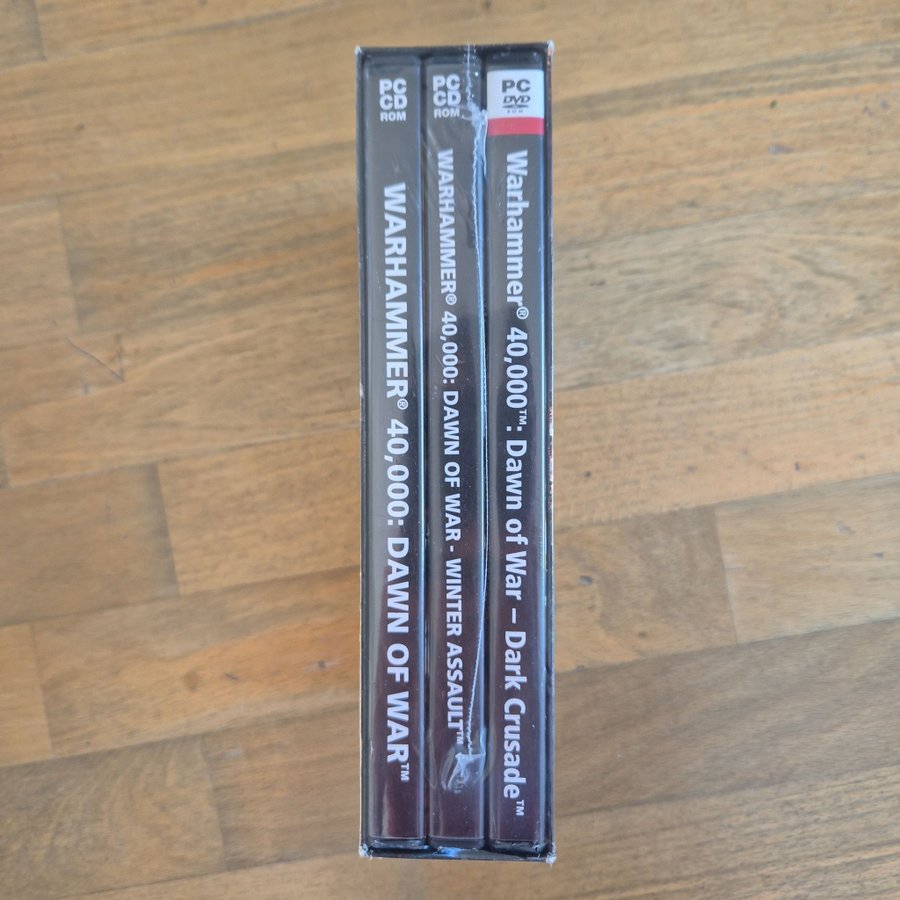 PC CD
ROM
WARHAMMER® 40,000: DAWN OF WAR™
PC CD
ROM
WARHAMMER® 40,000: DAWN OF WAR - WINTER ASSAULT™
PC
DVD
ROM
Warhammer® 40,000™: Dawn of War – Dark Crusade™